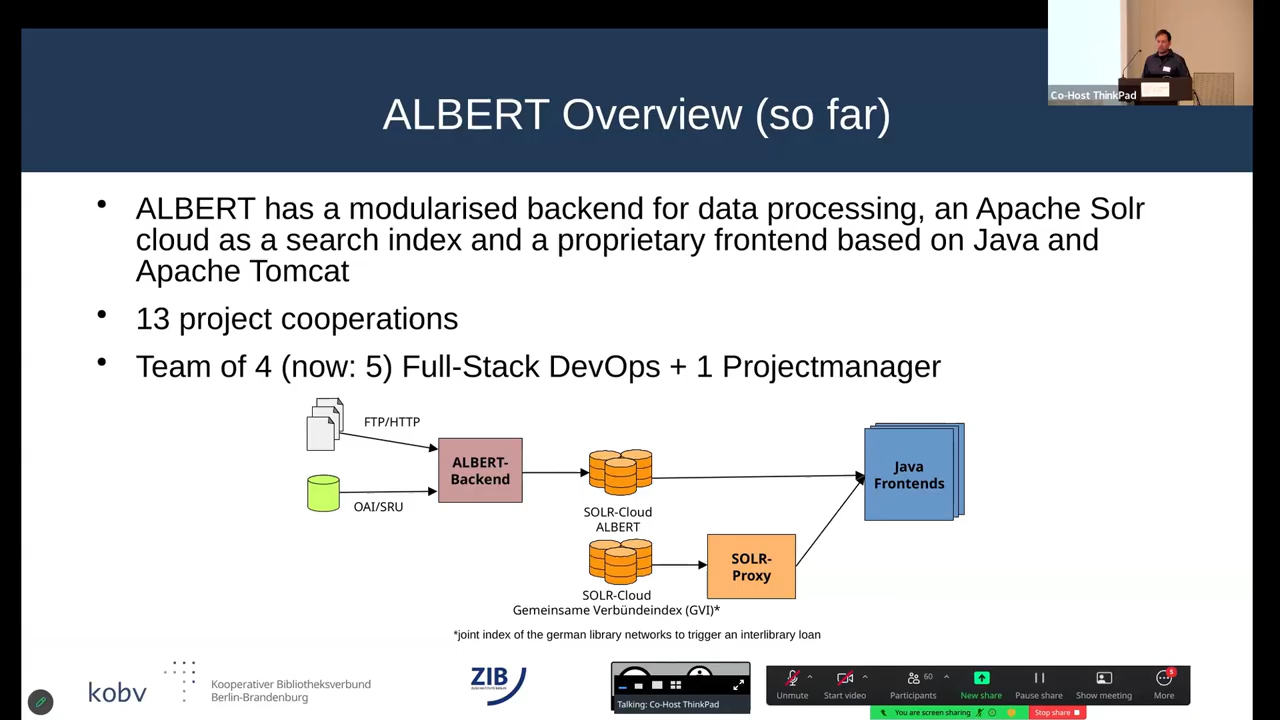 Co-Host ThinkPad
ALBERT Overview (so far)
• ALBERT has a modularised backend for data processing, an Apache Solr
cloud as a search index and a proprietary frontend based on Java and
Apache Tomcat
• 13 project cooperations
• Team of 4 (now: 5) Full-Stack DevOps + 1 Projectmanager
FTP/HTTP
OAI/SRU
ALBERT-
Backend
SOLR-Cloud
ALBERT
SOLR-Cloud
Gemeinsame Verbündeindex (GVI)*
SOLR-
Proxy
Java
Frontends
*joint index of the german library networks to trigger an interlibrary loan
kobv
Kooperativer Bibliotheksverbund
Berlin-Brandenburg
ZIB
Talking: Co-Host ThinkPad
Unmute
Start video
60
Participants
New share
Pause share
Show meeting
More
You are screen sharing
Stop share